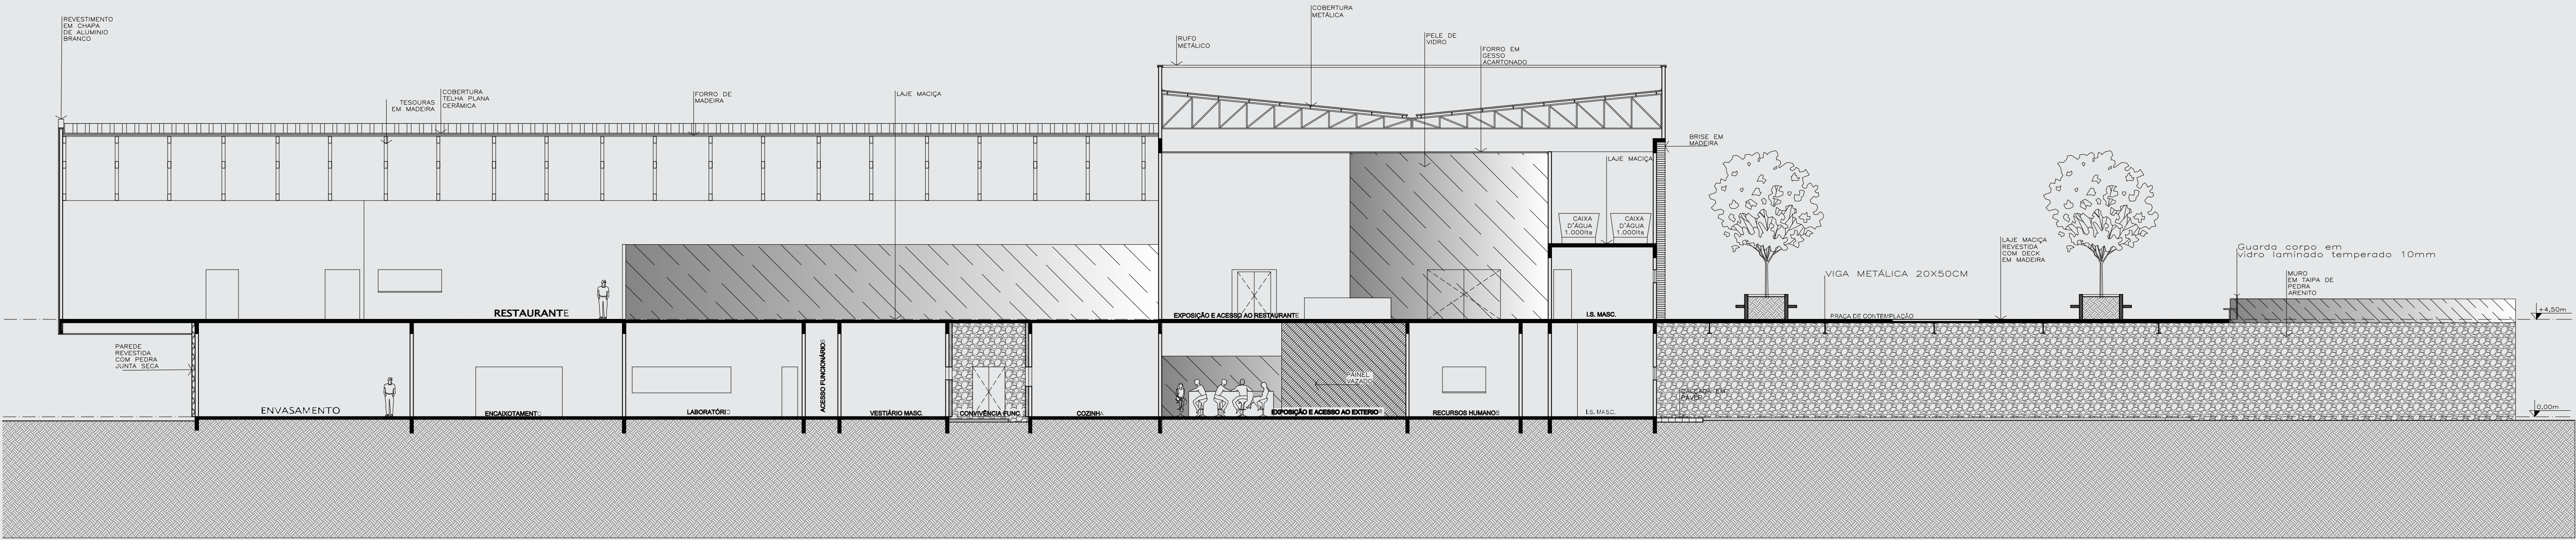 REVESTIMENTO
EM CHAPA
DE ALUMINIO
BRANCO
TESOURAS
EM MADEIRA
COBERTURA
TELHA PLANA
CERÂMICA
FORRO DE
MADEIRA
LAJE MACIÇA
RUFO
METÁLICO
COBERTURA
METÁLICA
PELE DE
VIDRO
FORRO EM
GESSO
ACARTONADO
BRISE EM
MADEIRA
LAJE MACIÇA
CAIXA
D'ÁGUA
1.000lts
CAIXA
D'ÁGUA
1.000lts
LAJE MACIÇA
REVESTIDA
COM DECK
EM MADEIRA
Guarda corpo em
vidro laminado temperado 10mm
VIGA METÁLICA 20X50CM
MURO
EM TAIPA DE
PEDRA
ARENITO
RESTAURANTE
EXPOSIÇÃO E ACESSO AO RESTAURANTE
I.S. MASC.
PRAÇA DE CONTEMPLAÇÃO
+4,50m
PAREDE
REVESTIDA
COM PEDRA
JUNTA SECA
ENVASAMENTO
ENCAIXOTAMENTO
LABORATÓRIO
ACESSO FUNCIONÁRIOS
VESTIÁRIO MASC.
CONVIVÊNCIA FUNC.
COZINHA
PAINEL
VAZADO
EXPOSIÇÃO E ACESSO AO EXTERIOR
RECURSOS HUMANOS
I.S. MASC.
CALÇADA EM
PAVER
0,00m